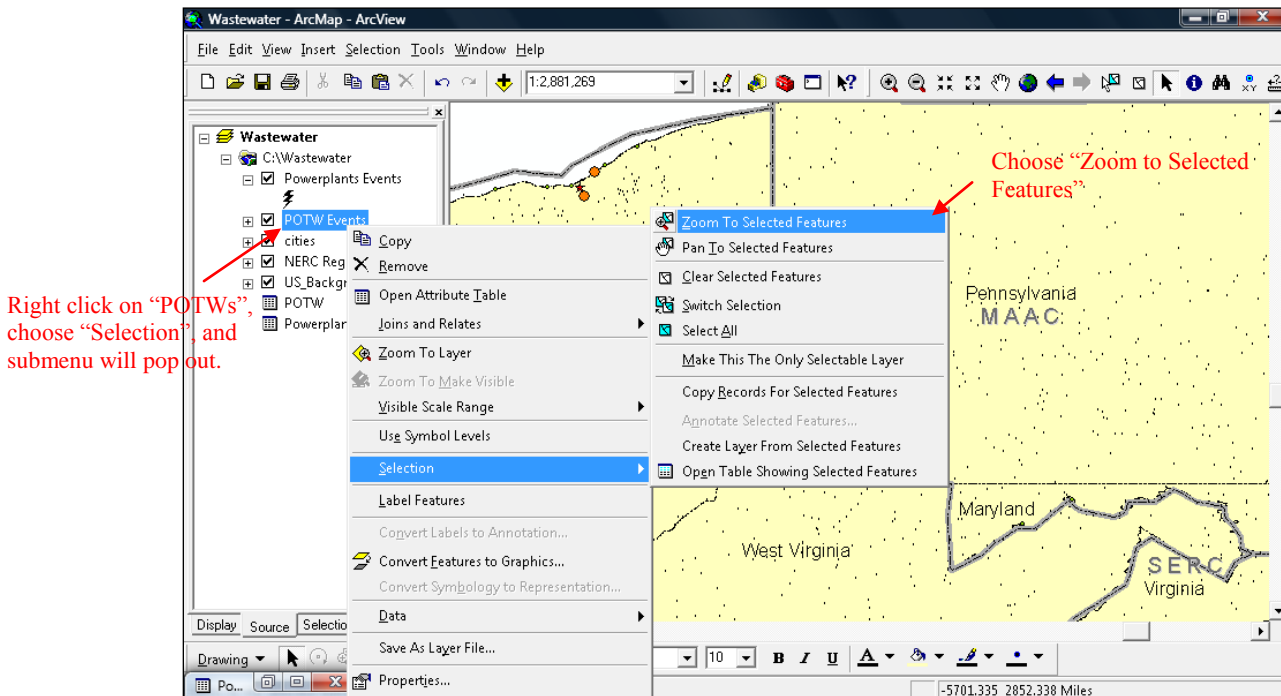 Wastewater - ArcMap - ArcView
File Edit View Insert Selection Tools Window Help
1:2,881,269
Wastewater
C:\Wastewater
Powerplants Events
POTW Events
cities
NERC Reg
US_Backgr
POTW
Powerplan
Right click on “POTWs”,
choose “Selection”, and
submenu will pop out.
Copy
Remove
Open Attribute Table
Joins and Relates
Zoom To Layer
Zoom To Make Visible
Visible Scale Range
Use Symbol Levels
Selection
Label Features
Convert Labels to Annotation...
Convert Features to Graphics...
Convert Symbology to Representation...
Data
Save As Layer File...
Properties...
Zoom To Selected Features
Pan To Selected Features
Clear Selected Features
Switch Selection
Select All
Make This The Only Selectable Layer
Copy Records For Selected Features
Annotate Selected Features...
Create Layer From Selected Features
Open Table Showing Selected Features
Choose “Zoom to Selected
Features”
Pennsylvania
MAAC
Maryland
West Virginia
SERC
Virginia
Display Source Selectio
Drawing
10 B I U A
Po...
-5701.335 2852.338 Miles